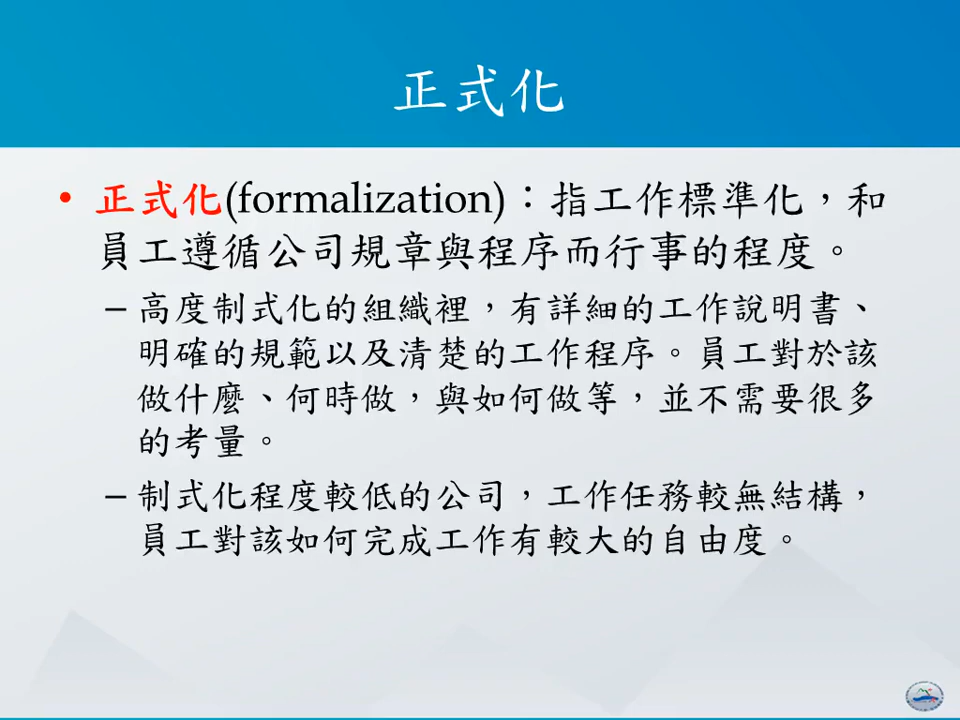 正式化
• 正式化(formalization)：指工作標準化，和
員工遵循公司規章與程序而行事的程度。
– 高度制式化的組織裡，有詳細的工作說明書、
明確的規範以及清楚的工作程序。員工對於該
做什麼、何時做，與如何做等，並不需要很多
的考量。
– 制式化程度較低的公司，工作任務較無結構，
員工對該如何完成工作有較大的自由度。